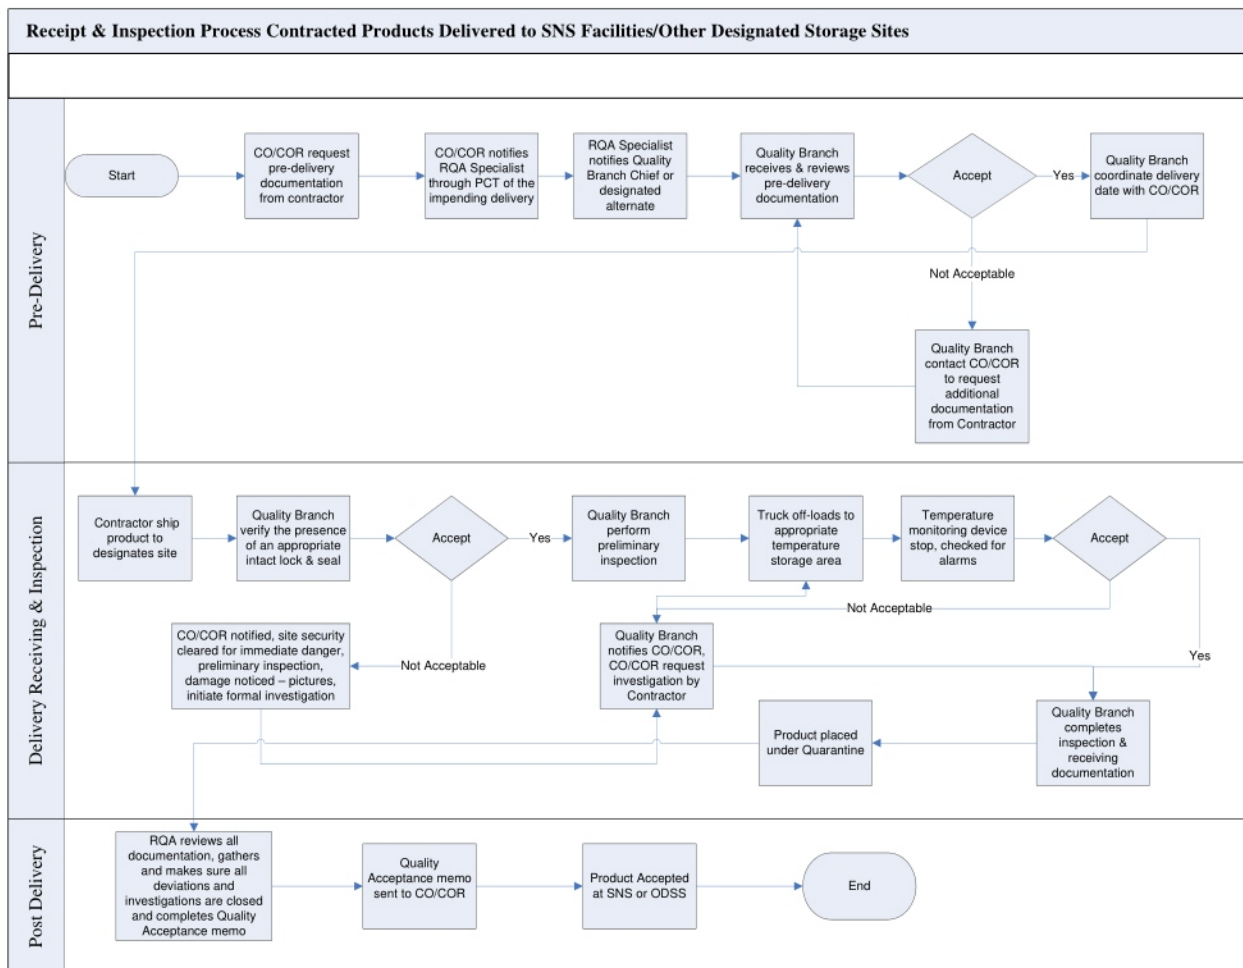 Receipt & Inspection Process Contracted Products Delivered to SNS Facilities/Other Designated Storage Sites
Pre-Delivery
Start
CO/COR request
pre-delivery
documentation
from contractor
CO/COR notifies
RQA Specialist
through PCT of the
impending delivery
RQA Specialist
notifies Quality
Branch Chief or
designated
alternate
Quality Branch
receives & reviews
pre-delivery
documentation
Accept
Yes
Quality Branch
coordinate delivery
date with CO/COR
Not Acceptable
Quality Branch
contact CO/COR
to request
additional
documentation
from Contractor
Delivery Receiving & Inspection
Contractor ship
product to
designates site
Quality Branch
verify the presence
of an appropriate
intact lock & seal
Accept
Yes
Quality Branch
perform
preliminary
inspection
Truck off-loads to
appropriate
temperature
storage area
Temperature
monitoring device
stop, checked for
alarms
Accept
Not Acceptable
Yes
CO/COR notified, site security
cleared for immediate danger,
preliminary inspection,
damage noticed – pictures,
initiate formal investigation
Not Acceptable
Quality Branch
notifies CO/COR,
CO/COR request
investigation by
Contractor
Quality Branch
completes
inspection &
receiving
documentation
Product placed
under Quarantine
Post Delivery
RQA reviews all
documentation, gathers
and makes sure all
deviations and
investigations are closed
and completes Quality
Acceptance memo
Quality
Acceptance memo
sent to CO/COR
Product Accepted
at SNS or ODSS
End